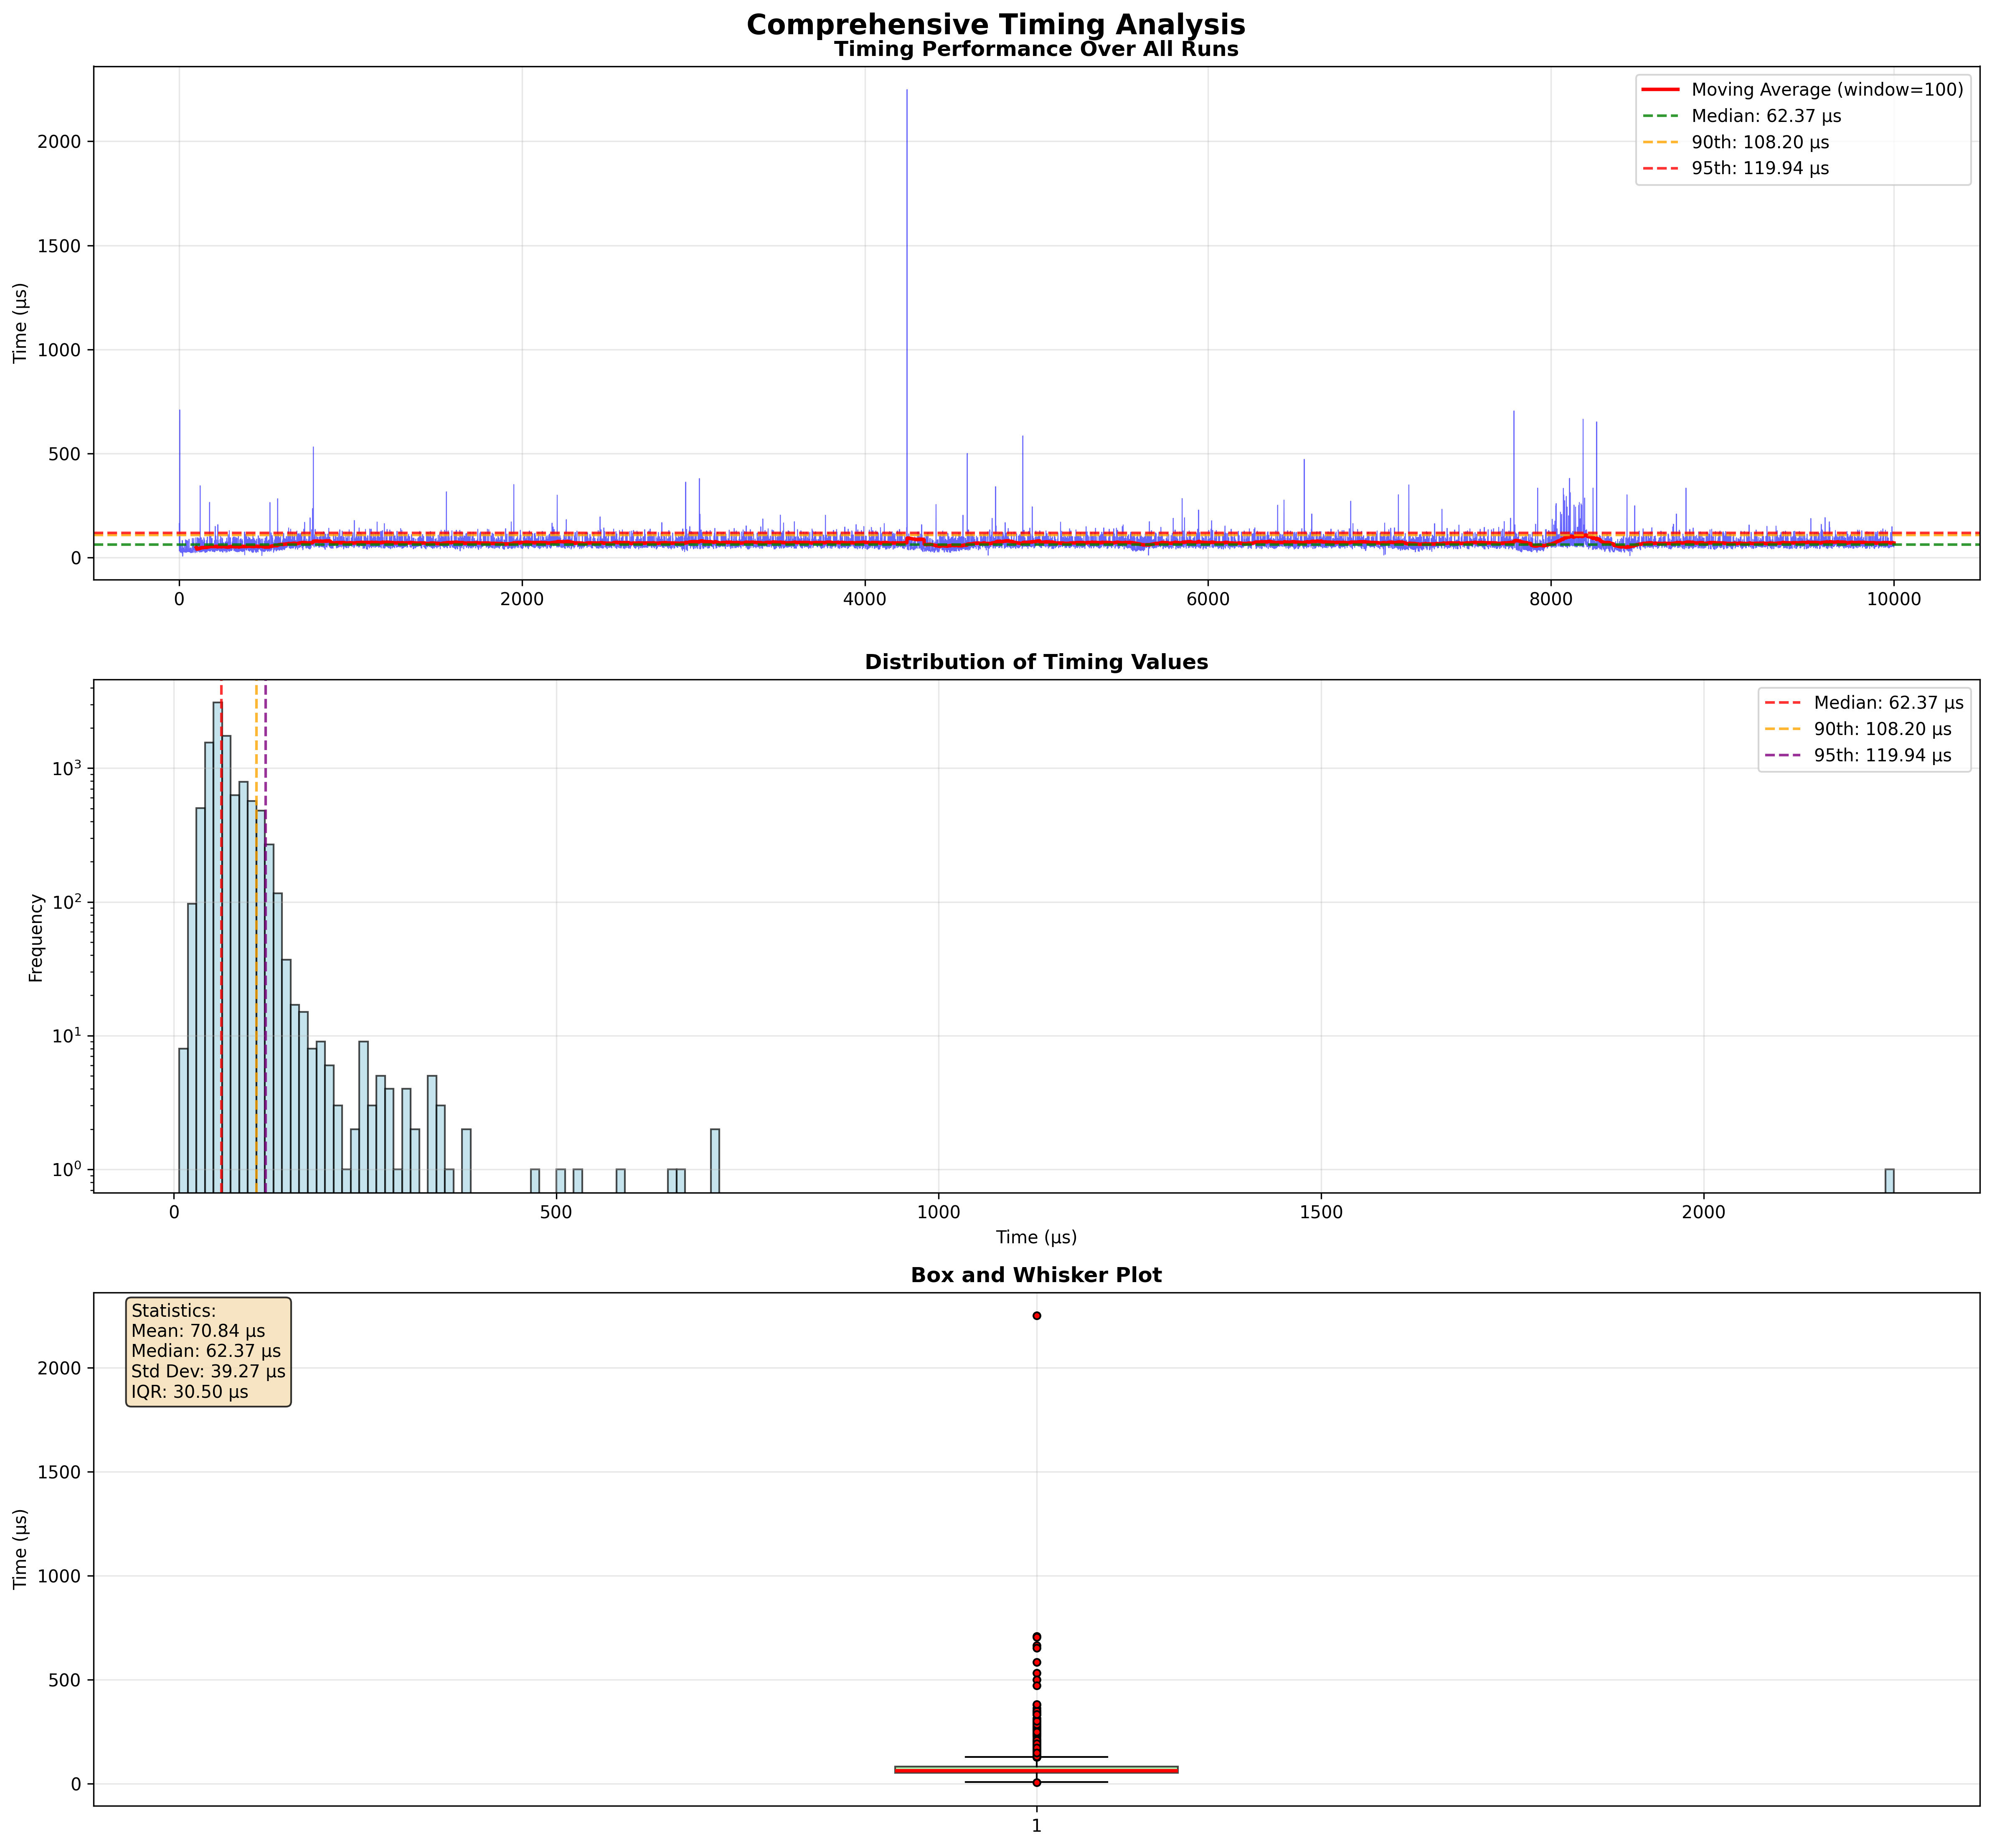 Comprehensive Timing Analysis
Timing Performance Over All Runs
Time (μs)
2000
1500
1000
500
0
0 2000 4000 6000 8000 10000
Moving Average (window=100)
Median: 62.37 μs
90th: 108.20 μs
95th: 119.94 μs
Distribution of Timing Values
Frequency
10³
10²
10¹
10⁰
0 500 1000 1500 2000
Time (μs)
Median: 62.37 μs
90th: 108.20 μs
95th: 119.94 μs
Box and Whisker Plot
Statistics:
Mean: 70.84 μs
Median: 62.37 μs
Std Dev: 39.27 μs
IQR: 30.50 μs
Time (μs)
2000
1500
1000
500
0
1